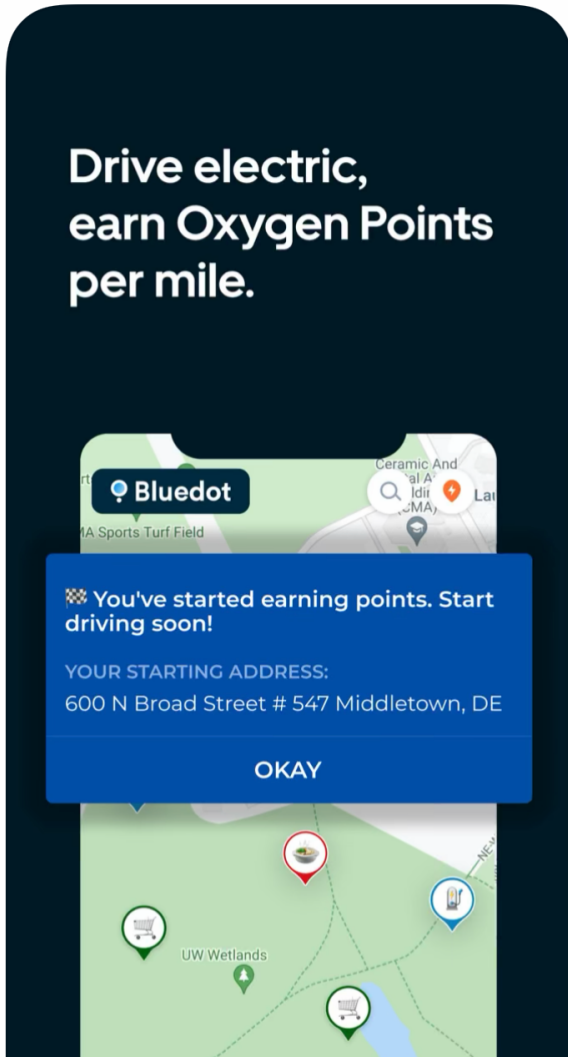 Drive electric,
earn Oxygen Points
per mile.
Bluedot
Ceramic And
MA Sports Turf Field
You've started earning points. Start
driving soon!
YOUR STARTING ADDRESS:
600 N Broad Street # 547 Middletown, DE
OKAY
UW Wetlands